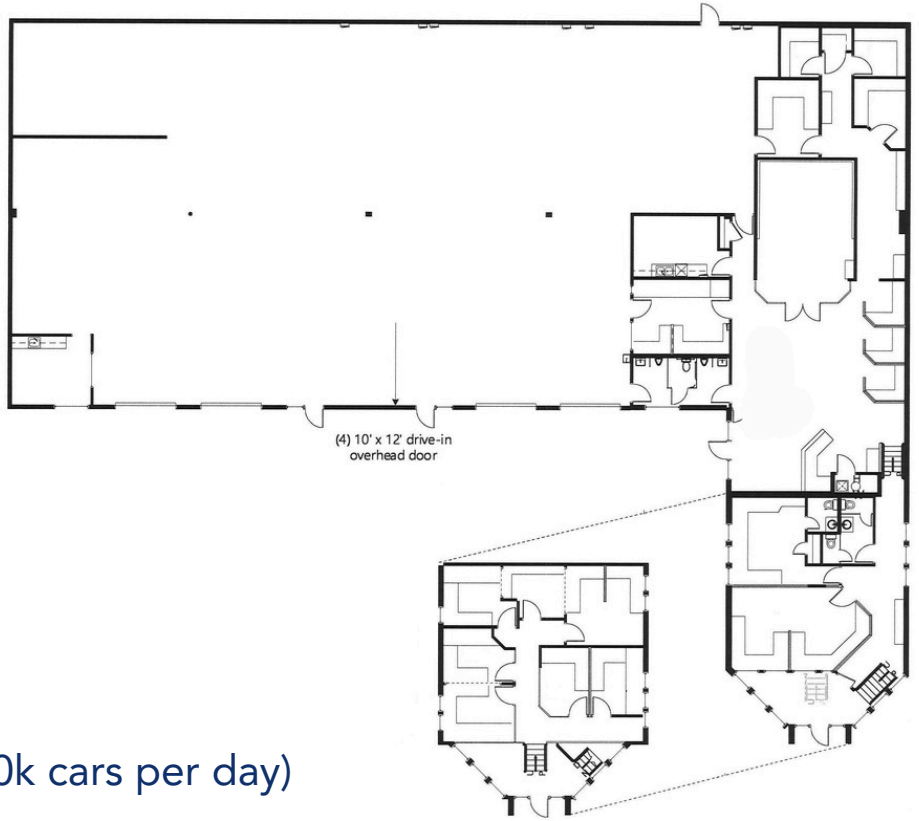 (4) 10' x 12' drive-in
overhead door
0k cars per day)